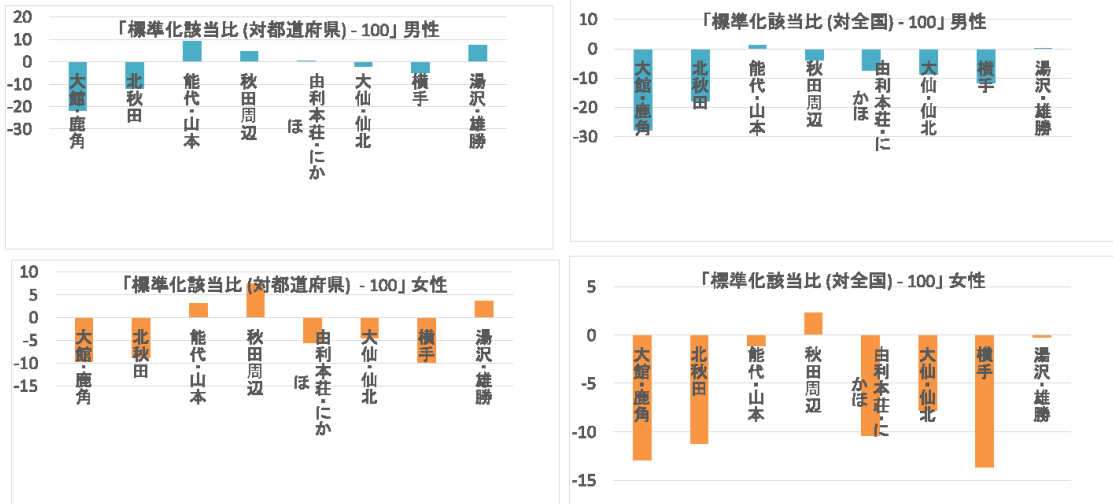 「標準化該当比 (対都道府県) - 100」 男性
20
10
0
-10
-20
-30
大館・鹿角
北秋田
能代・山本
秋田周辺
由利本荘・にか
ほ
大仙・仙北
横手
湯沢・雄勝
「標準化該当比 (対全国) - 100」 男性
10
0
-10
-20
-30
大館・鹿角
北秋田
能代・山本
秋田周辺
由利本荘・に
かほ
大仙・仙北
横手
湯沢・雄勝
「標準化該当比 (対都道府県) - 100」 女性
10
5
0
-5
-10
-15
大館・鹿角
北秋田
能代・山本
秋田周辺
由利本荘・にか
ほ
大仙・仙北
横手
湯沢・雄勝
「標準化該当比 (対全国) - 100」 女性
5
0
-5
-10
-15
大館・鹿角
北秋田
能代・山本
秋田周辺
由利本荘・に
かほ
大仙・仙北
横手
湯沢・雄勝